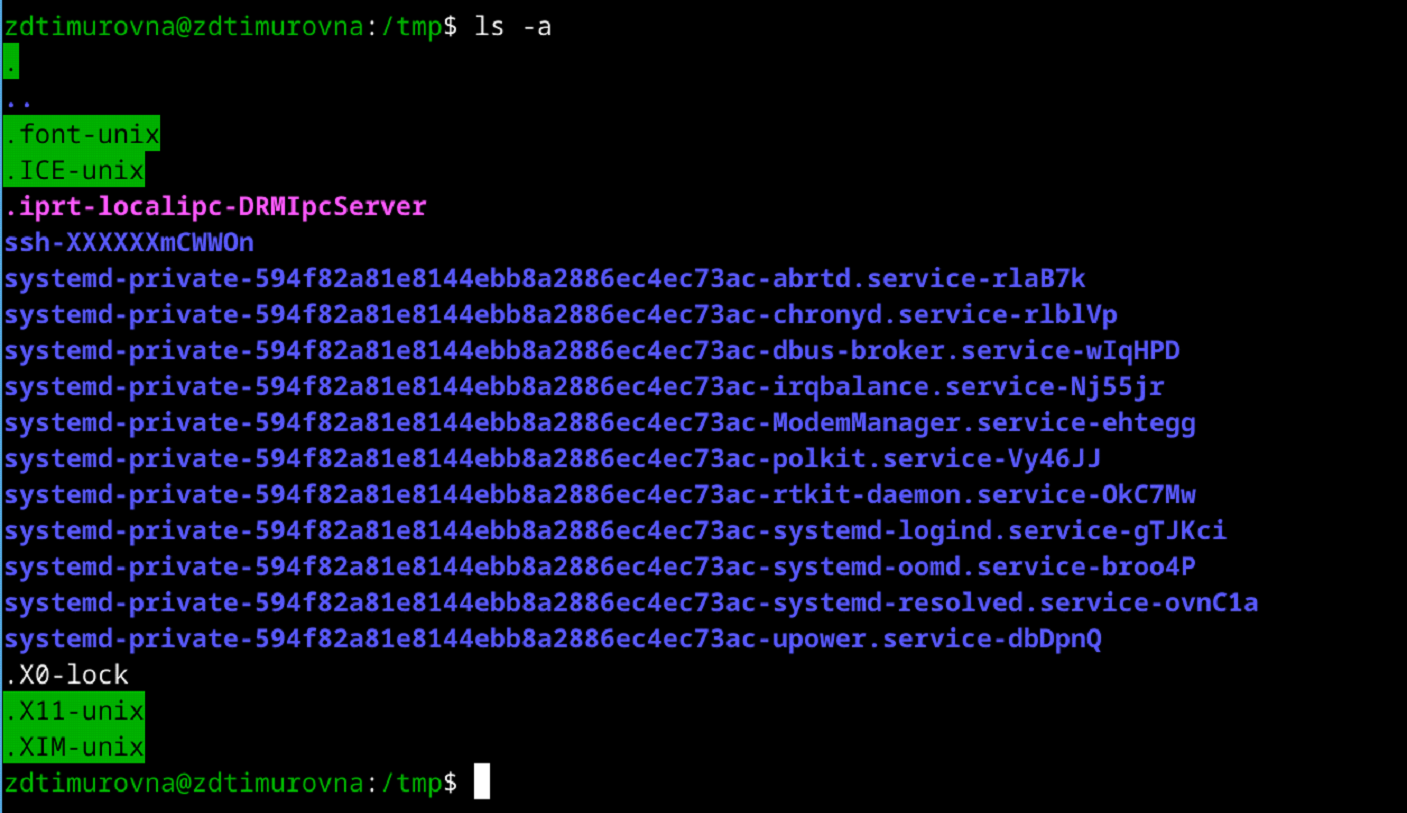 zdtimurovna@zdtimurovna:/tmp$ ls -a
.
..
.font-unix
.ICE-unix
.iprt-localipc-DRMIpcServer
ssh-XXXXXXmCWWOn
systemd-private-594f82a81e8144ebb8a2886ec4ec73ac-abrtd.service-rlaB7k
systemd-private-594f82a81e8144ebb8a2886ec4ec73ac-chronyd.service-rlblVp
systemd-private-594f82a81e8144ebb8a2886ec4ec73ac-dbus-broker.service-wIqHPD
systemd-private-594f82a81e8144ebb8a2886ec4ec73ac-irqbalance.service-Nj55jr
systemd-private-594f82a81e8144ebb8a2886ec4ec73ac-ModemManager.service-ehtegg
systemd-private-594f82a81e8144ebb8a2886ec4ec73ac-polkit.service-Vy46JJ
systemd-private-594f82a81e8144ebb8a2886ec4ec73ac-rtkit-daemon.service-OkC7Mw
systemd-private-594f82a81e8144ebb8a2886ec4ec73ac-systemd-logind.service-gTJKci
systemd-private-594f82a81e8144ebb8a2886ec4ec73ac-systemd-oomd.service-broo4P
systemd-private-594f82a81e8144ebb8a2886ec4ec73ac-systemd-resolved.service-ovnC1a
systemd-private-594f82a81e8144ebb8a2886ec4ec73ac-upower.service-dbDpnQ
.X0-lock
.X11-unix
.XIM-unix
zdtimurovna@zdtimurovna:/tmp$